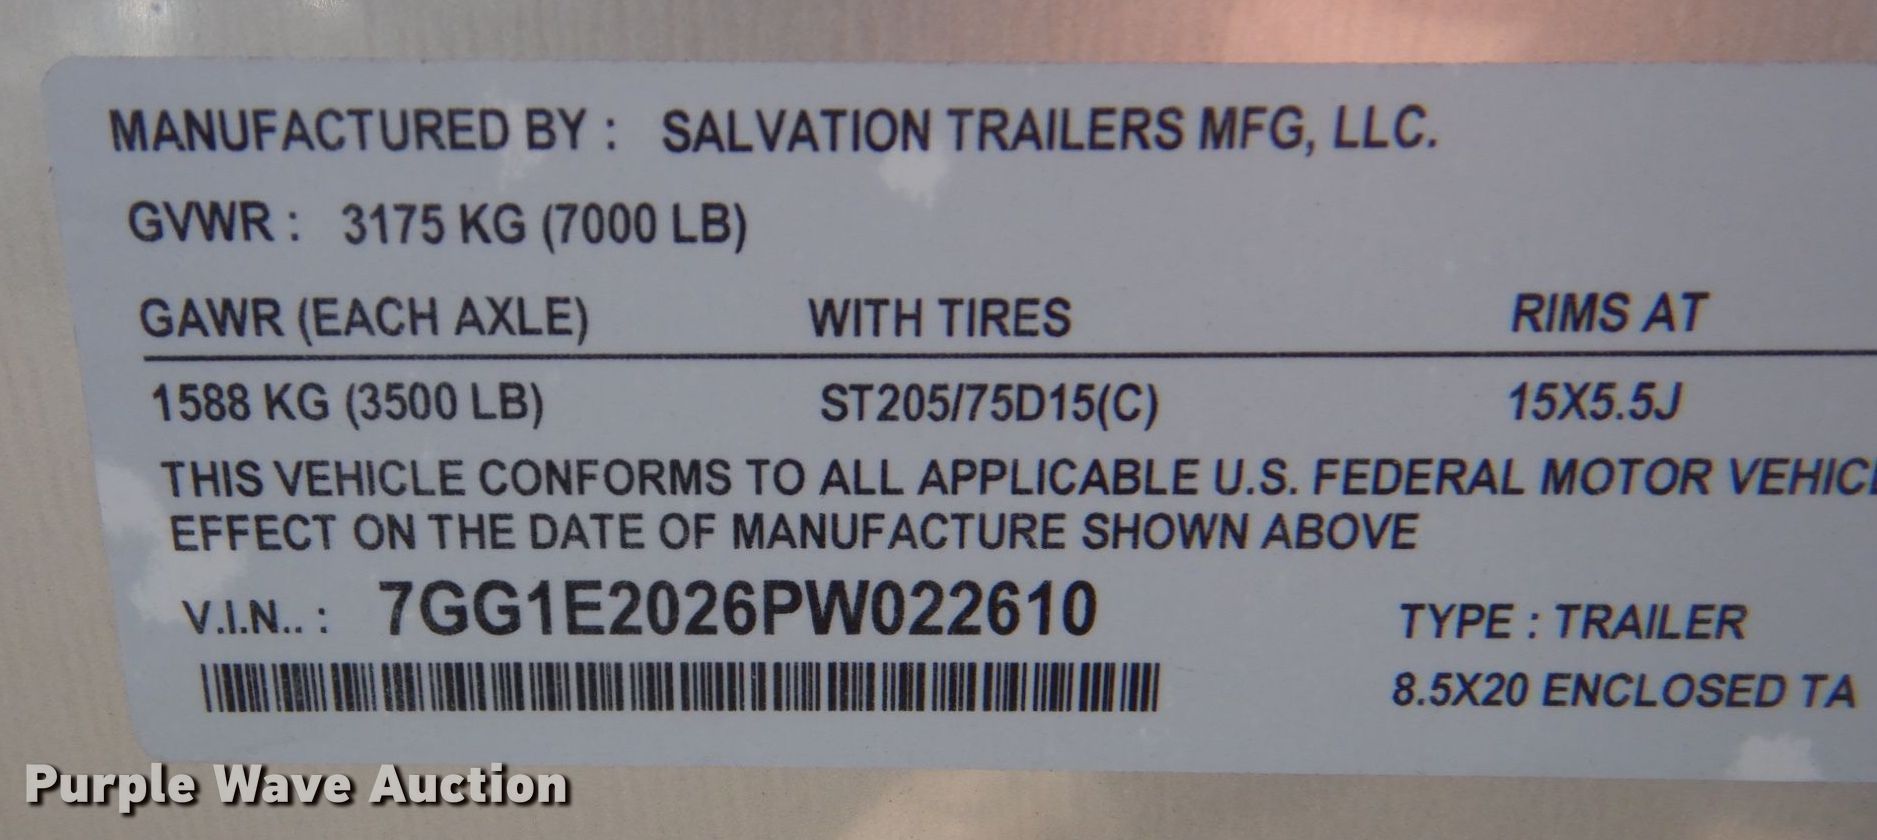 MANUFACTURED BY : SALVATION TRAILERS MFG, LLC.
GVWR : 3175 KG (7000 LB)
GAWR (EACH AXLE) WITH TIRES RIMS AT
1588 KG (3500 LB) ST205/75D15(C) 15X5.5J
THIS VEHICLE CONFORMS TO ALL APPLICABLE U.S. FEDERAL MOTOR VEHICL
EFFECT ON THE DATE OF MANUFACTURE SHOWN ABOVE
V.I.N.. : 7GG1E2026PW022610 TYPE : TRAILER
8.5X20 ENCLOSED TA
Purple Wave Auction